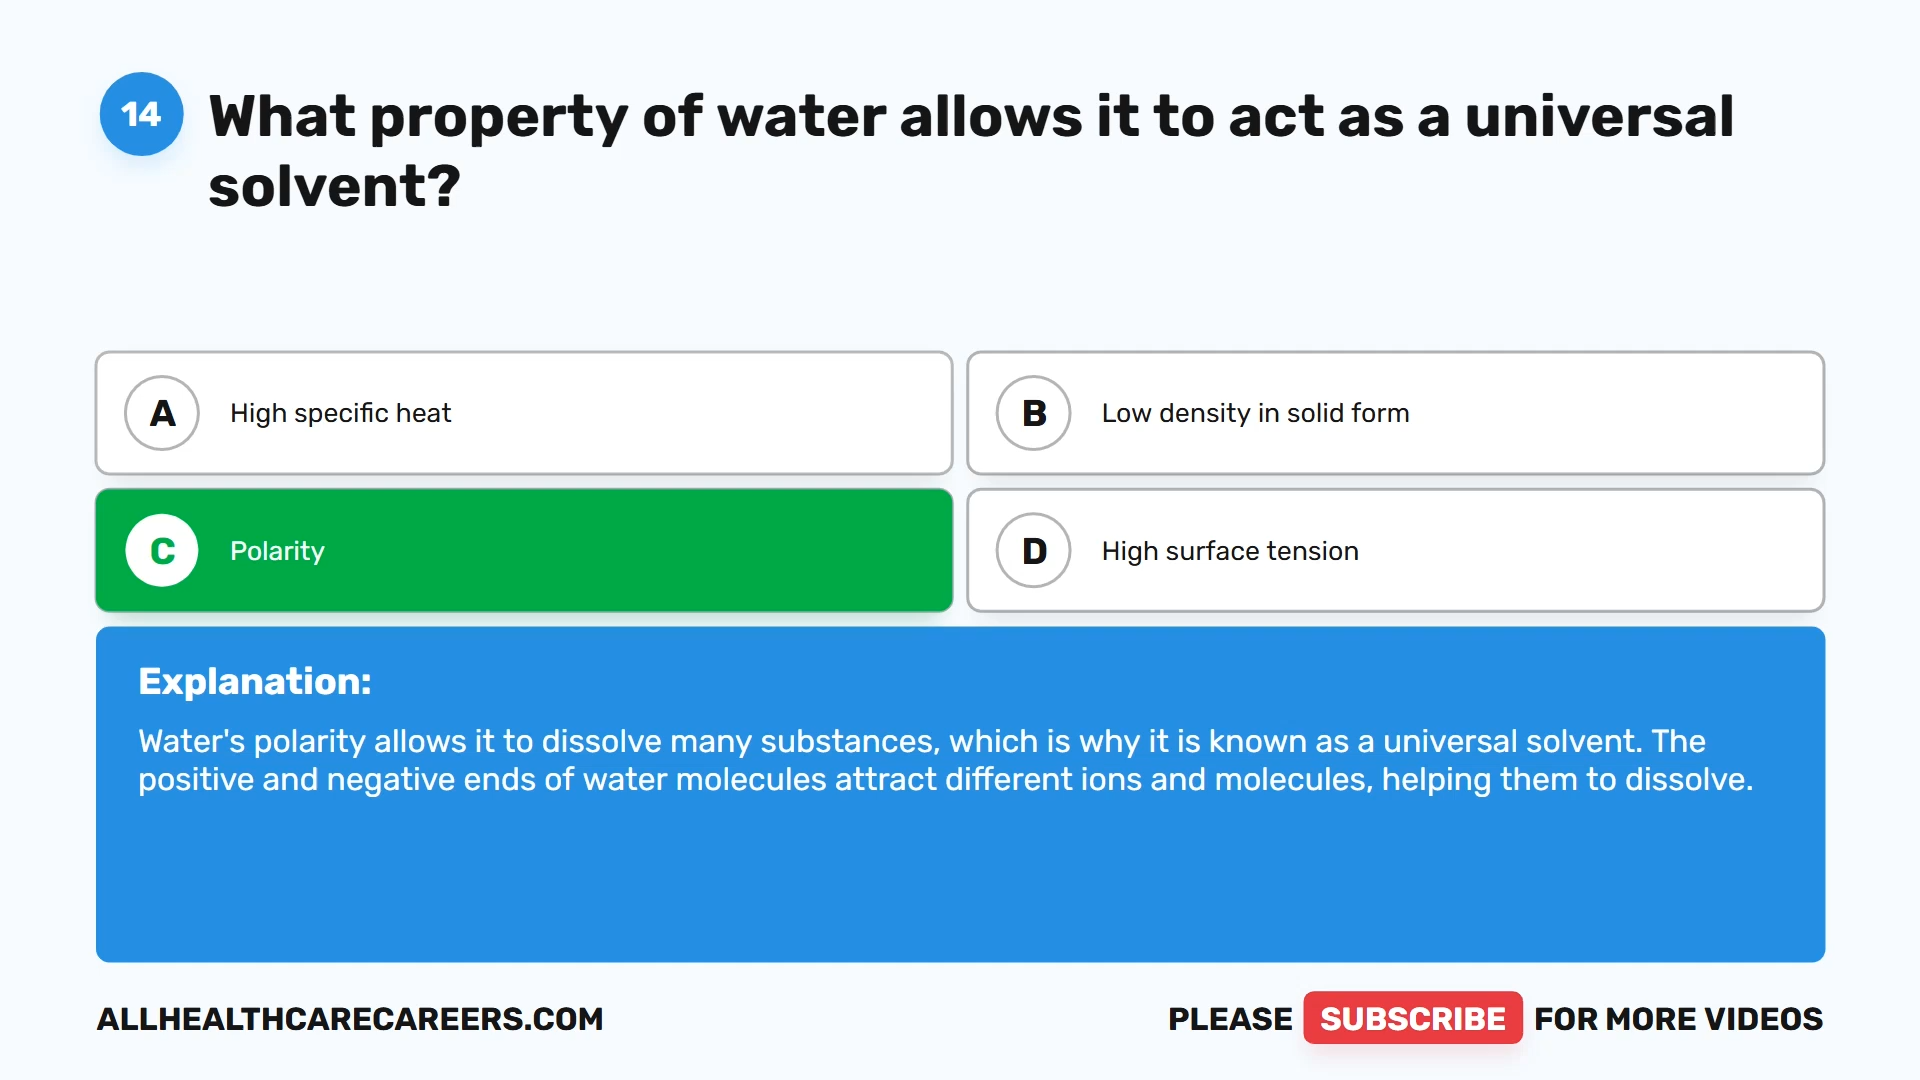 14
What property of water allows it to act as a universal
solvent?
A High specific heat
B Low density in solid form
C Polarity
D High surface tension
Explanation:
Water's polarity allows it to dissolve many substances, which is why it is known as a universal solvent. The
positive and negative ends of water molecules attract different ions and molecules, helping them to dissolve.
ALLHEALTHCARECAREERS.COM
PLEASE SUBSCRIBE FOR MORE VIDEOS